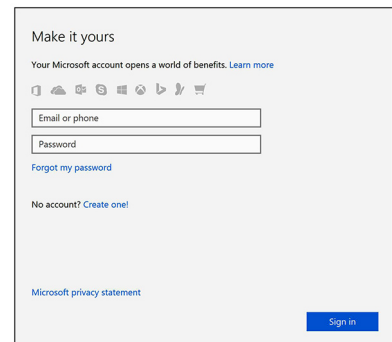 Make it yours
Your Microsoft account opens a world of benefits. Learn more
Email or phone
Password
Forgot my password
No account? Create one!
Microsoft privacy statement
Sign in